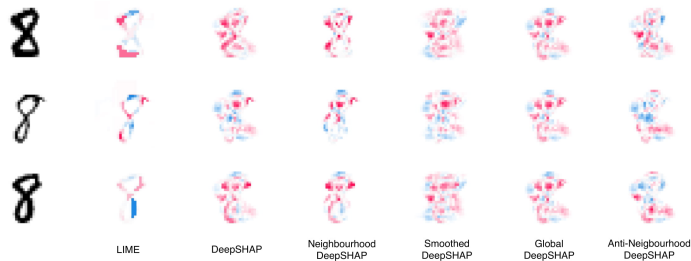 LIME
DeepSHAP
Neighbourhood
DeepSHAP
Smoothed
DeepSHAP
Global
DeepSHAP
Anti-Neigbourhood
DeepSHAP